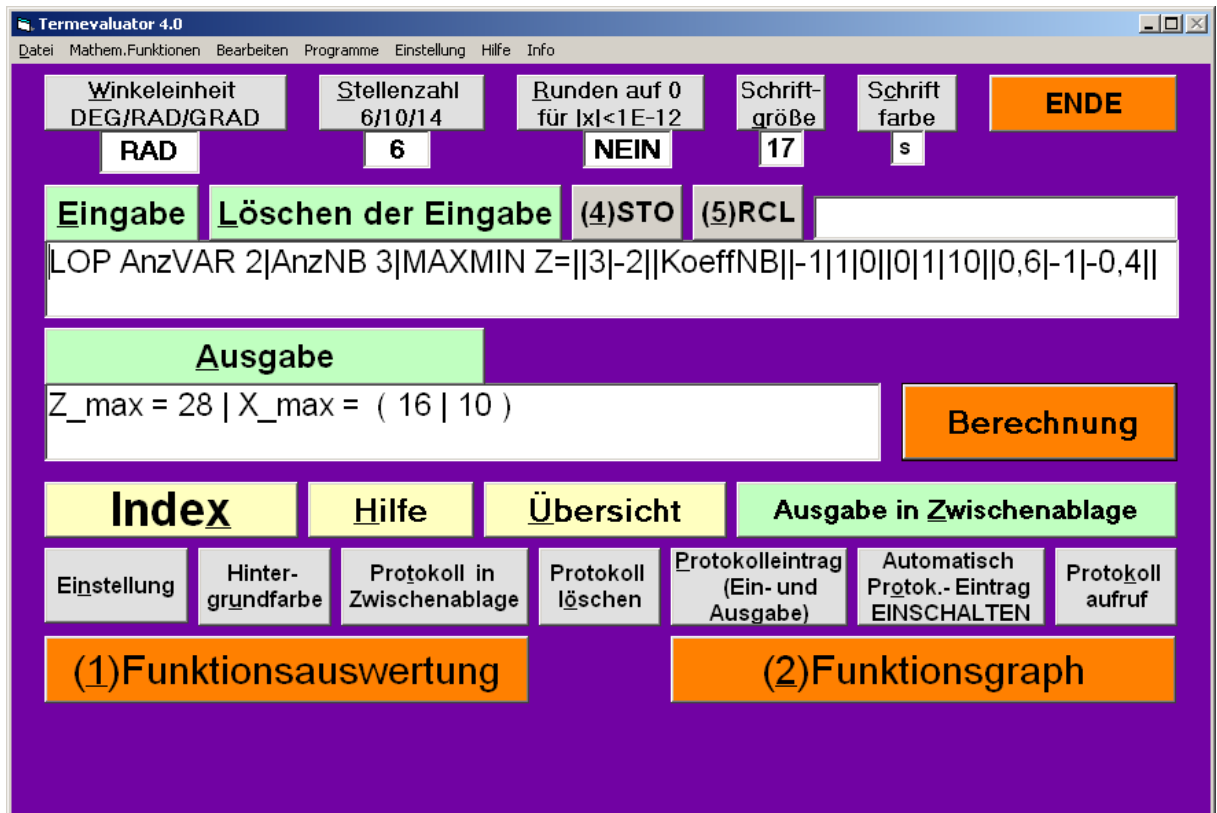 Termevaluator 4.0
Datei Mathem.Funktionen Bearbeiten Programme Einstellung Hilfe Info
Winkeleinheit
DEG/RAD/GRAD
RAD
Stellenzahl
6/10/14
6
Runden auf 0
für |x|<1E-12
NEIN
Schrift-
größe
17
Schrift
farbe
s
ENDE
Eingabe
Löschen der Eingabe
(4)STO
(5)RCL
LOP AnzVAR 2|AnzNB 3|MAXMIN Z=||3|-2||KoeffNB||-1|1|0||0|1|10||0,6|-1|-0,4||
Ausgabe
Z_max = 28 | X_max = ( 16 | 10 )
Berechnung
Index
Hilfe
Übersicht
Ausgabe in Zwischenablage
Einstellung
Hinter-
grundfarbe
Protokoll in
Zwischenablage
Protokoll
löschen
Protokolleintrag
(Ein- und
Ausgabe)
Automatisch
Protok.- Eintrag
EINSCHALTEN
Protokoll
aufruf
(1)Funktionsauswertung
(2)Funktionsgraph